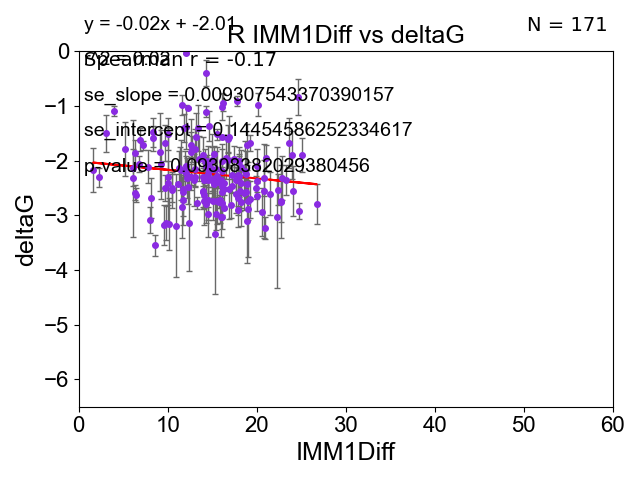 y = -0.02x + -2.01
N = 171
R IMM1Diff vs deltaG
Spearman r = -0.17
se_slope = 0.009307543370390157
se_intercept = 0.14454586252334617
p-value = 0.09308382029380456
deltaG
0
−1
−2
−3
−4
−5
−6
0 10 20 30 40 50 60
IMM1Diff